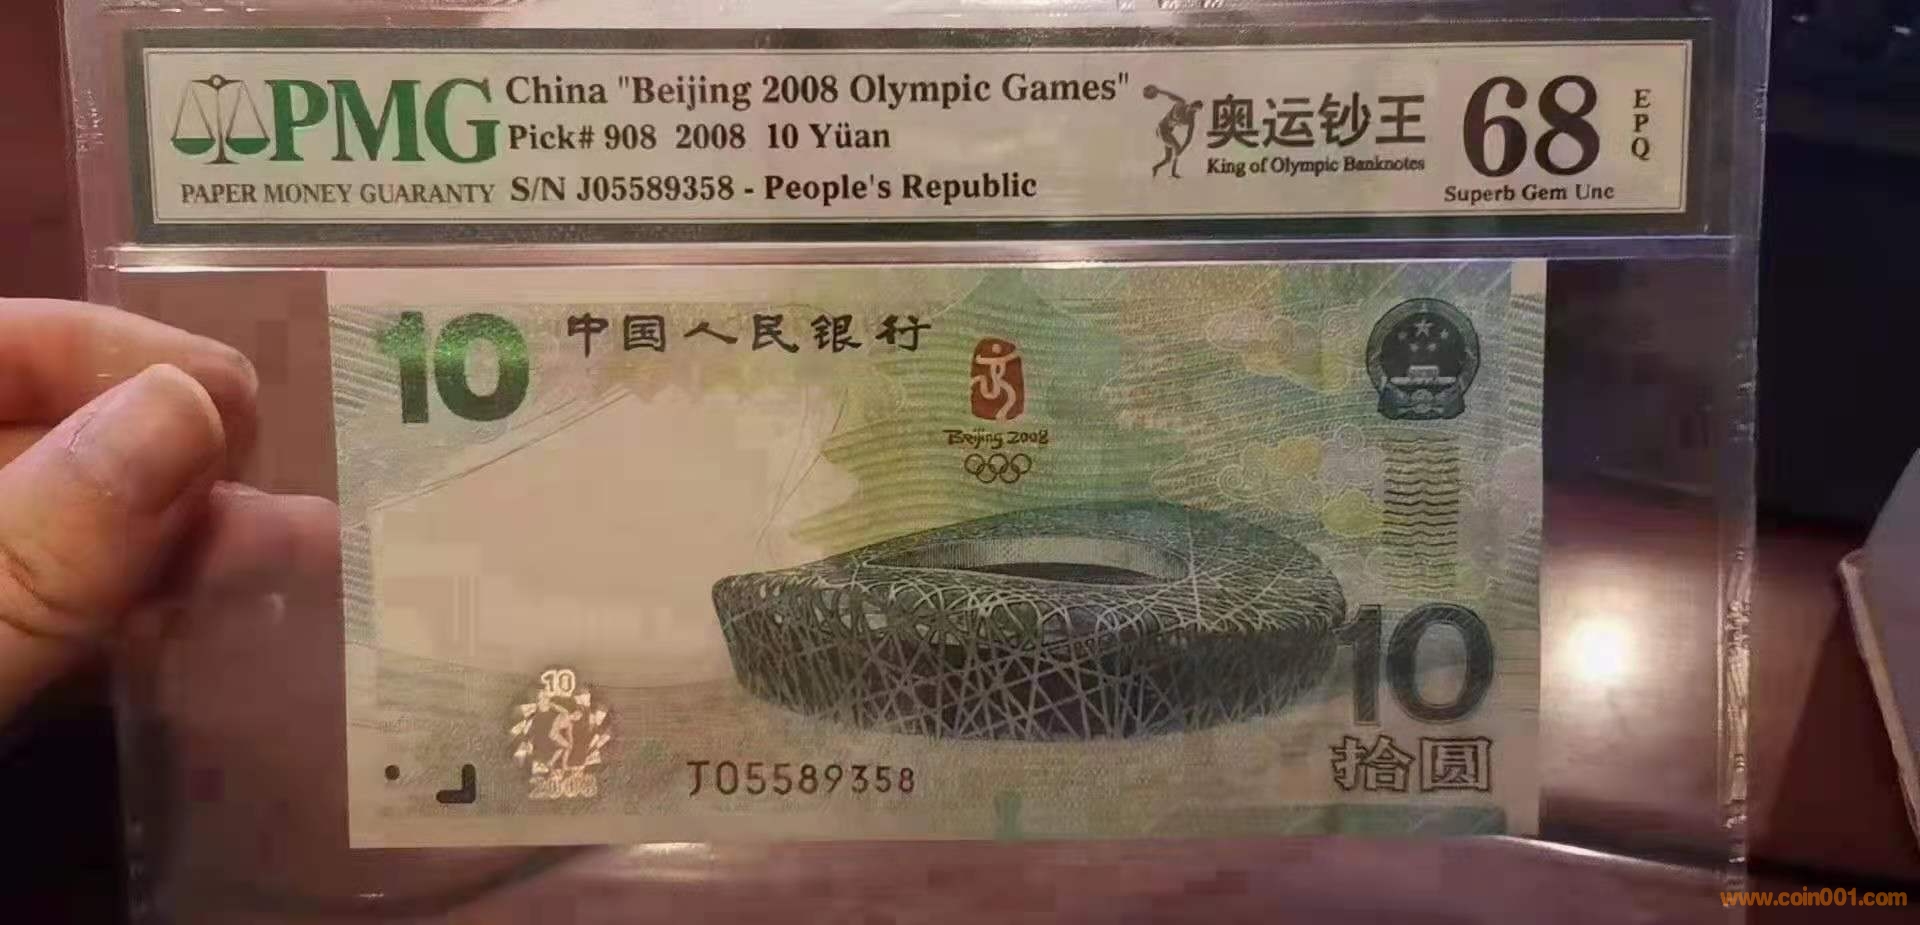 PMG
PAPER MONEY GUARANTY
China "Beijing 2008 Olympic Games"
Pick# 908 2008 10 Yüan
S/N J05589358 - People's Republic
奥运钞王
King of Olympic Banknotes
68
EPQ
Superb Gem Unc
10
中国人民银行
Beijing 2008
10
拾圆
10
2008
J05589358
www.coin001.com